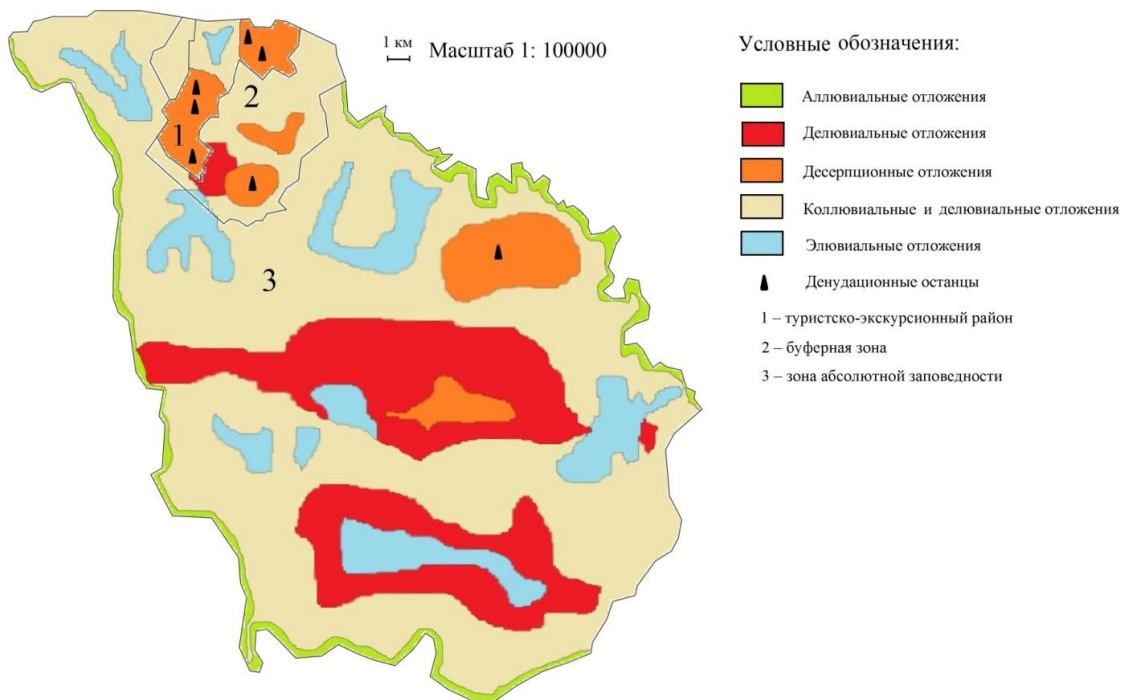 1 км
Масштаб 1: 100000
1
2
3
Условные обозначения:
Аллювиальные отложения
Делювиальные отложения
Десерпционные отложения
Коллювиальные и делювиальные отложения
Элювиальные отложения
Денудационные останцы
1 – туристско-экскурсионный район
2 – буферная зона
3 – зона абсолютной заповедности